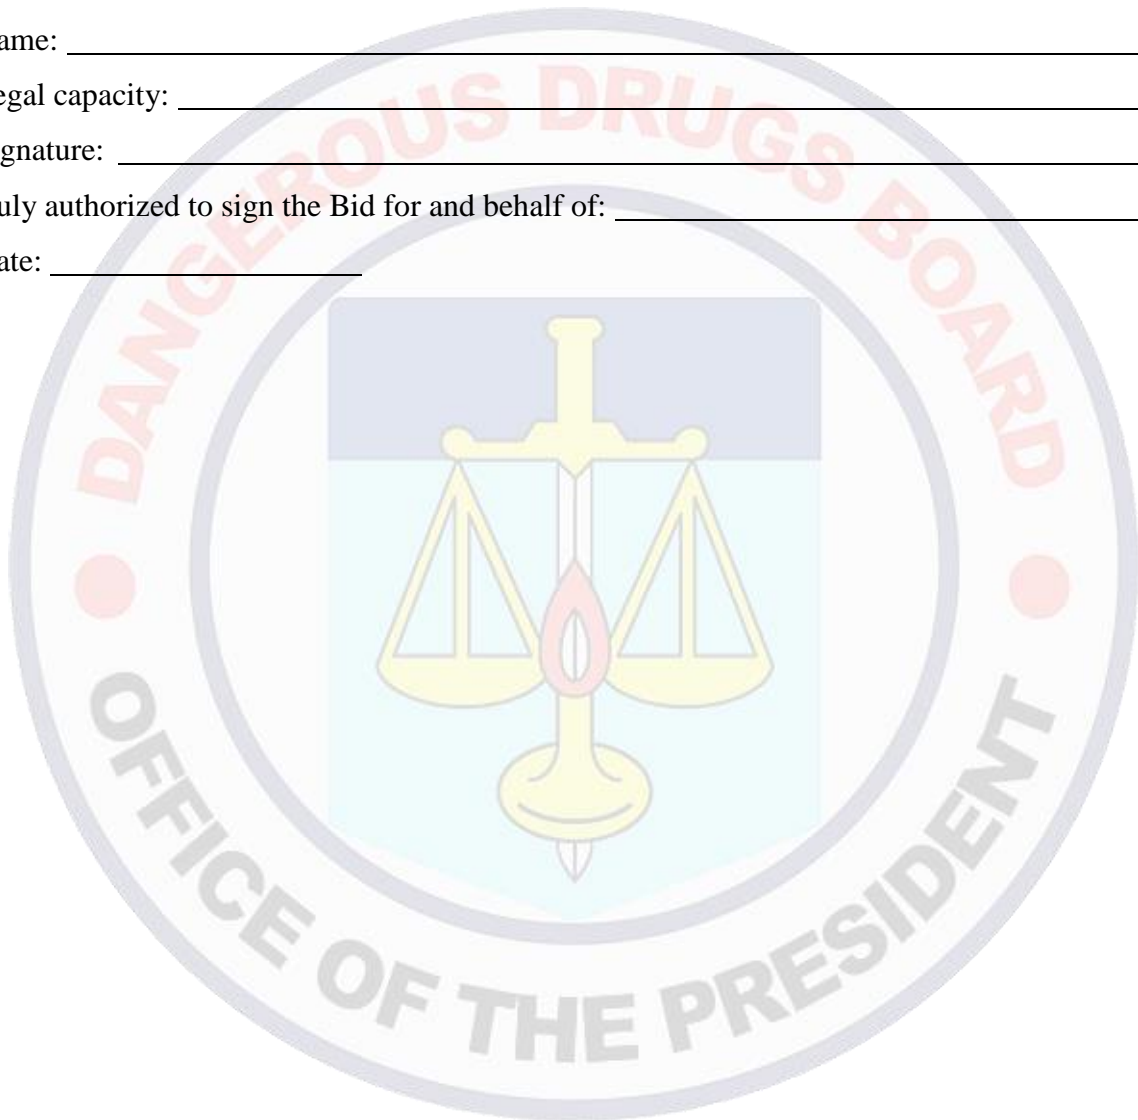 ame:
egal capacity:
ignature:
uly authorized to sign the Bid for and behalf of:
ate:
DANGEROUS DRUGS BOARD
OFFICE OF THE PRESIDENT